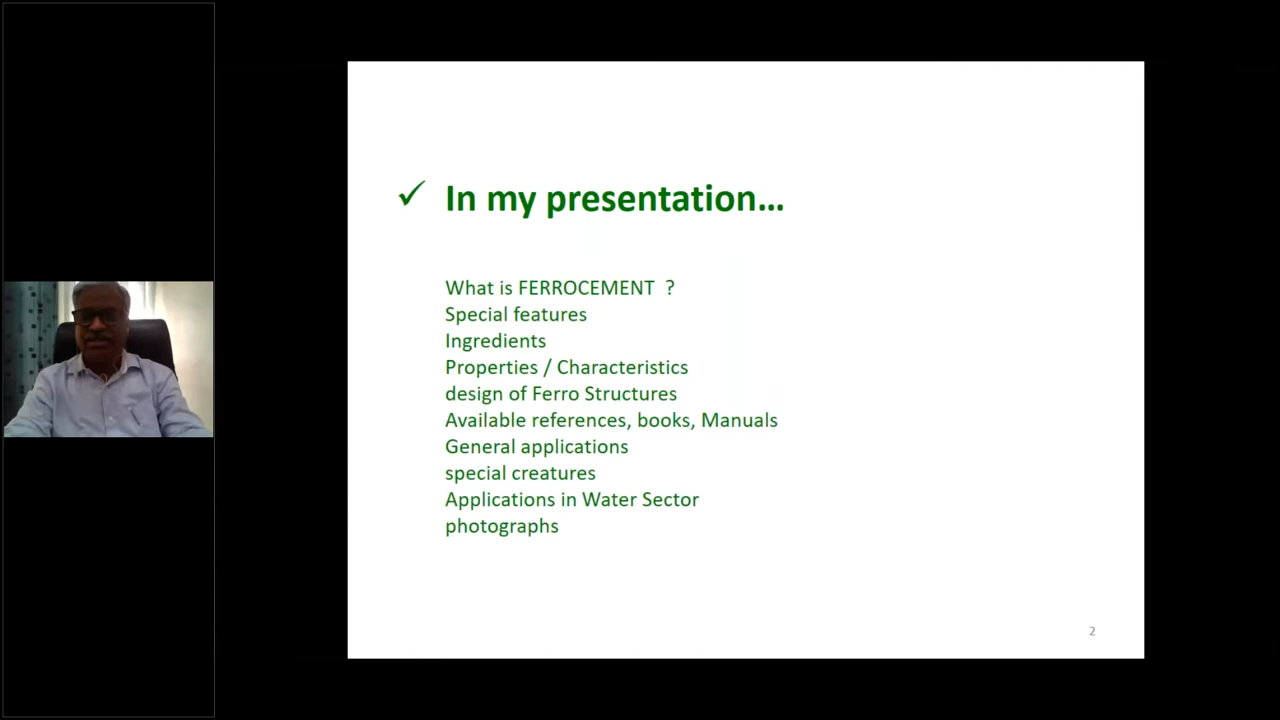 ✓ In my presentation…
What is FERROCEMENT ?
Special features
Ingredients
Properties / Characteristics
design of Ferro Structures
Available references, books, Manuals
General applications
special creatures
Applications in Water Sector
photographs
2